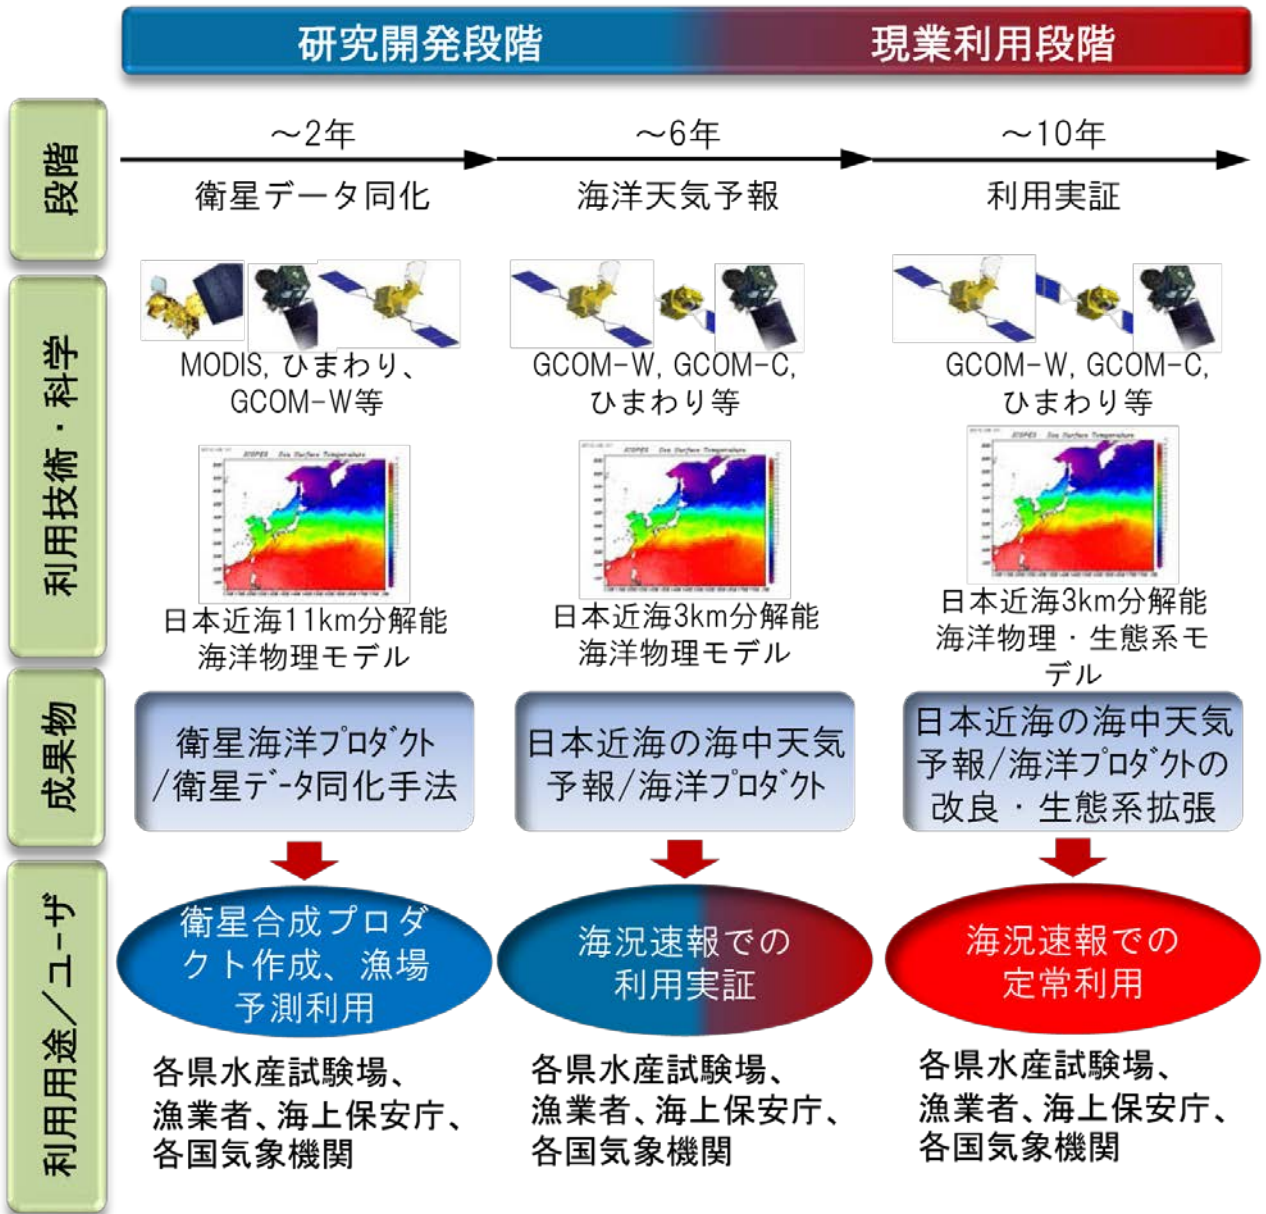 研究開発段階
現業利用段階
段階
～2年
～6年
～10年
衛星データ同化
海洋天気予報
利用実証
利用技術・科学
MODIS, ひまわり、
GCOM-W等
GCOM-W, GCOM-C,
ひまわり等
GCOM-W, GCOM-C,
ひまわり等
Sea Surface Temperature
Sea Surface Temperature
Sea Surface Temperature
日本近海11km分解能
海洋物理モデル
日本近海3km分解能
海洋物理モデル
日本近海3km分解能
海洋物理・生態系モ
デル
成果物
衛星海洋プロダクト
/衛星データ同化手法
日本近海の海中天気
予報/海洋プロダクト
日本近海の海中天気
予報/海洋プロダクトの
改良・生態系拡張
利用用途／ユーザ
衛星合成プロダ
クト作成、漁場
予測利用
海況速報での
利用実証
海況速報での
定常利用
各県水産試験場、
漁業者、海上保安庁、
各国気象機関
各県水産試験場、
漁業者、海上保安庁、
各国気象機関
各県水産試験場、
漁業者、海上保安庁、
各国気象機関